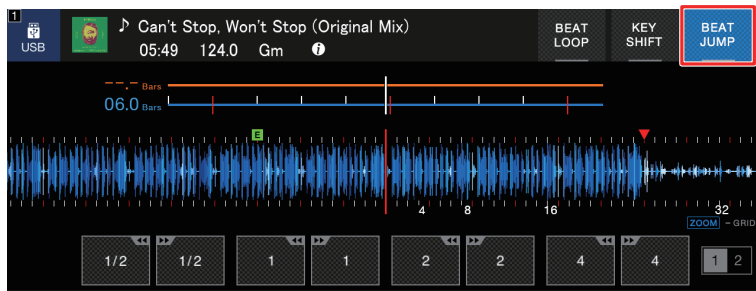 1
USB
♪ Can't Stop, Won't Stop (Original Mix)
05:49 124.0 Gm i
BEAT LOOP
KEY SHIFT
BEAT JUMP
--.- Bars
06.0 Bars
E
4 8 16 32
ZOOM - GRID
1/2 1/2 1 1 2 2 4 4 1 2